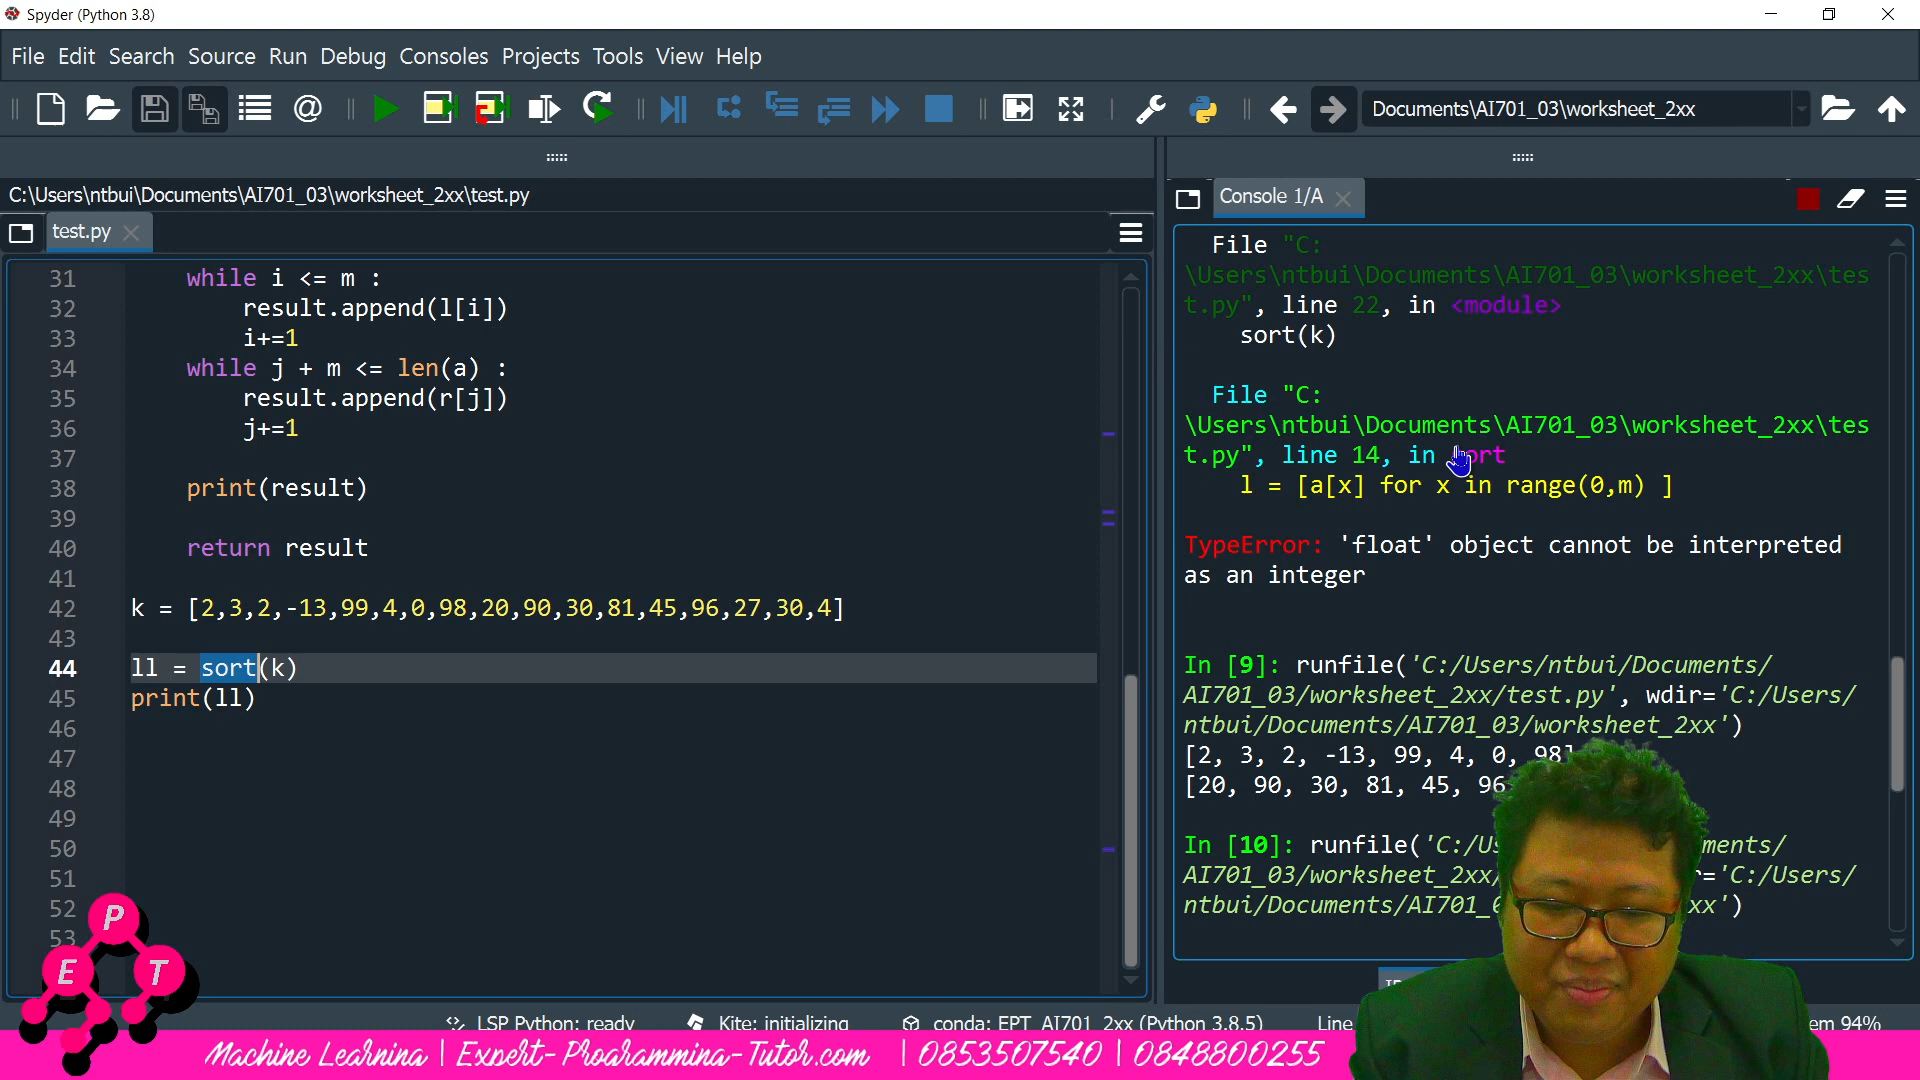 Spyder (Python 3.8)
File Edit Search Source Run Debug Consoles Projects Tools View Help
Documents\AI701_03\worksheet_2xx
C:\Users\ntbui\Documents\AI701_03\worksheet_2xx\test.py
test.py
31 while i <= m :
32 result.append(l[i])
33 i+=1
34 while j + m <= len(a) :
35 result.append(r[j])
36 j+=1
37
38 print(result)
39
40 return result
41
42 k = [2,3,2,-13,99,4,0,98,20,90,30,81,45,96,27,30,4]
43
44 ll = sort(k)
45 print(ll)
46
47
48
49
50
51
52
53
Console 1/A
File "C:
\Users\ntbui\Documents\AI701_03\worksheet_2xx\tes
t.py", line 22, in <module>
sort(k)
File "C:
\Users\ntbui\Documents\AI701_03\worksheet_2xx\tes
t.py", line 14, in sort
l = [a[x] for x in range(0,m) ]
TypeError: 'float' object cannot be interpreted
as an integer
In [9]: runfile('C:/Users/ntbui/Documents/
AI701_03/worksheet_2xx/test.py', wdir='C:/Users/
ntbui/Documents/AI701_03/worksheet_2xx')
[2, 3, 2, -13, 99, 4, 0, 98]
[20, 90, 30, 81, 45, 96
In [10]: runfile('C:/Us ments/
AI701_03/worksheet_2xx/ ='C:/Users/
ntbui/Documents/AI701_ xx')
LSP Python: ready Kite: initializing conda: EPT_AI701_2xx (Python 3.8.5) Line em 94%
P
E T
Machine Learning | Expert-Programming-Tutor.com | 0853507540 | 0848800255